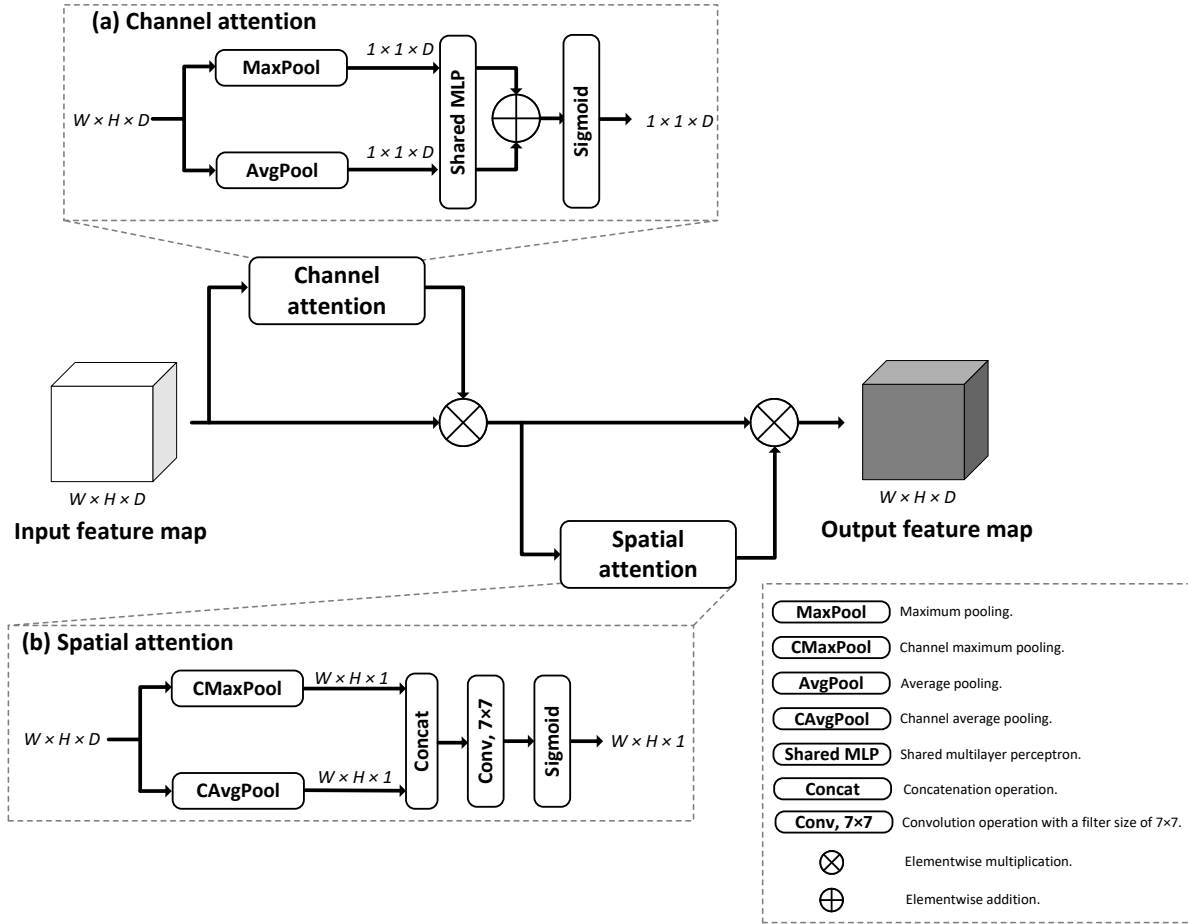 (a) Channel attention
MaxPool
1 × 1 × D
W × H × D
AvgPool
1 × 1 × D
Shared MLP
Sigmoid
1 × 1 × D
Channel
attention
W × H × D
Input feature map
W × H × D
Output feature map
Spatial
attention
(b) Spatial attention
CMaxPool
W × H × 1
W × H × D
CAvgPool
W × H × 1
Concat
Conv, 7×7
Sigmoid
W × H × 1
MaxPool Maximum pooling.
CMaxPool Channel maximum pooling.
AvgPool Average pooling.
CAvgPool Channel average pooling.
Shared MLP Shared multilayer perceptron.
Concat Concatenation operation.
Conv, 7×7 Convolution operation with a filter size of 7×7.
Elementwise multiplication.
Elementwise addition.